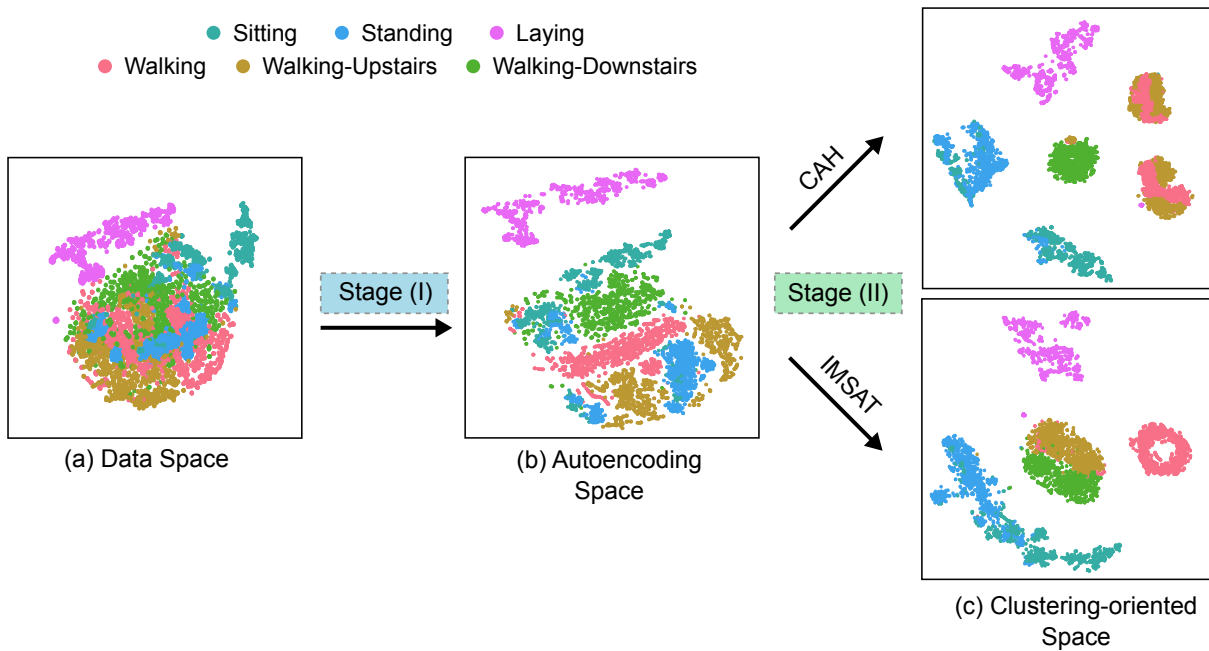 Sitting Standing Laying
Walking Walking-Upstairs Walking-Downstairs
CAH
Stage (I)
Stage (II)
IMSAT
(a) Data Space
(b) Autoencoding
Space
(c) Clustering-oriented
Space